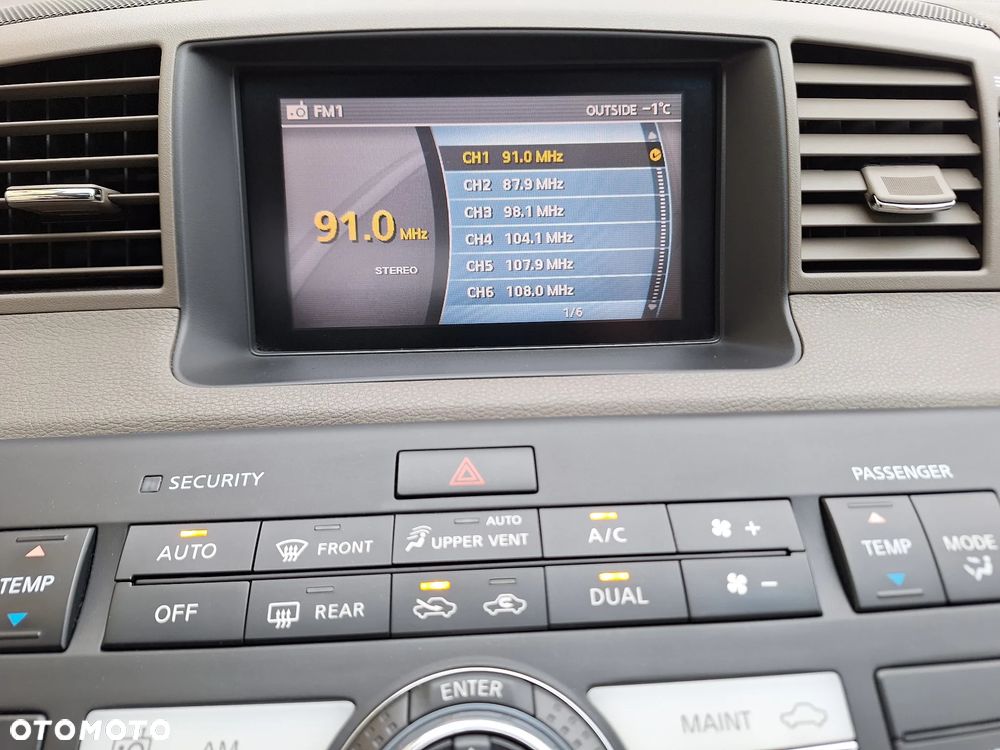 FM1 OUTSIDE -1°C
CH1 91.0 MHz
CH2 87.9 MHz
CH3 98.1 MHz
CH4 104.1 MHz
CH5 107.9 MHz
CH6 108.0 MHz
1/6
91.0 MHz
STEREO
SECURITY
PASSENGER
TEMP
AUTO
FRONT
AUTO
UPPER VENT
A/C
+
TEMP
MODE
OFF
REAR
DUAL
-
ENTER
AM
MAINT
OTOMOTO